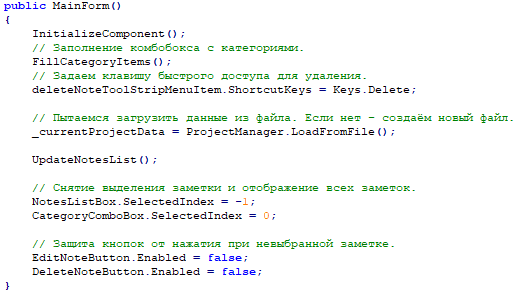 public MainForm()
{
InitializeComponent();
// Заполнение комбобокса с категориями.
FillCategoryItems();
// Задаем клавишу быстрого доступа для удаления.
deleteNoteToolStripMenuItem.ShortcutKeys = Keys.Delete;
// Пытаемся загрузить данные из файла. Если нет - создаём новый файл.
_currentProjectData = ProjectManager.LoadFromFile();
UpdateNotesList();
// Снятие выделения заметки и отображение всех заметок.
NotesListBox.SelectedIndex = -1;
CategoryComboBox.SelectedIndex = 0;
// Защита кнопок от нажатия при невыбранной заметке.
EditNoteButton.Enabled = false;
DeleteNoteButton.Enabled = false;
}